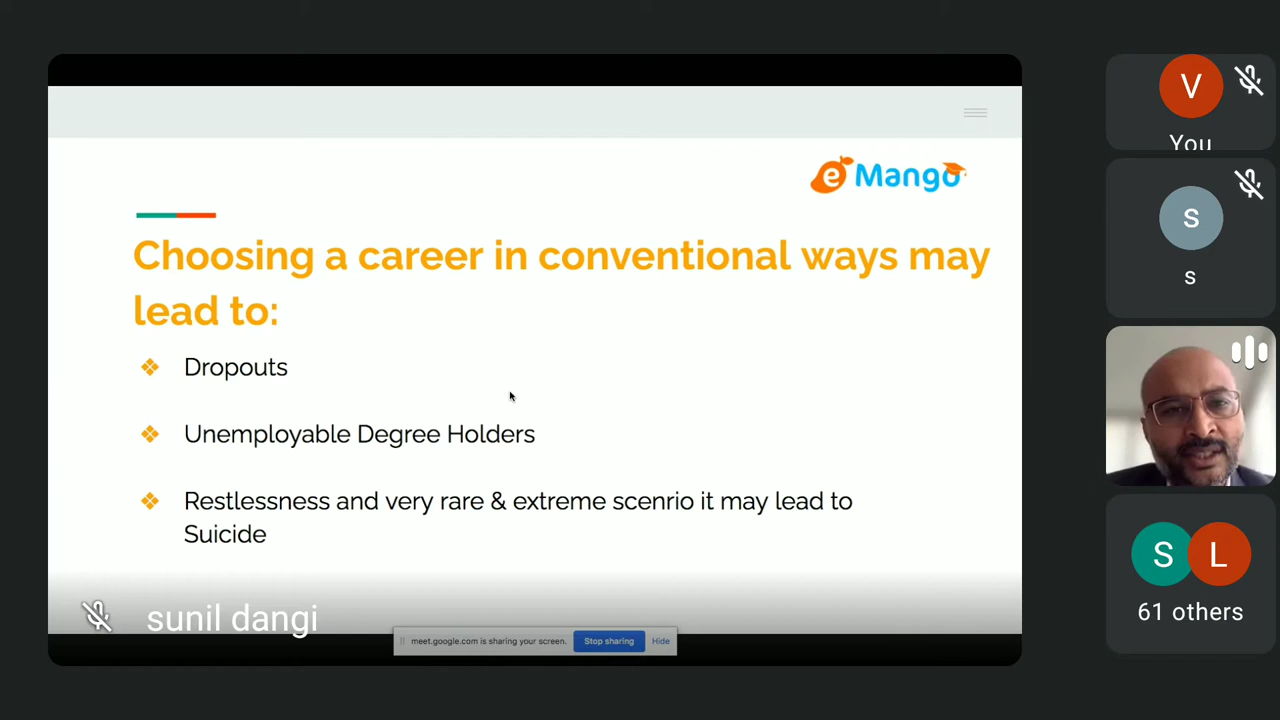 e Mango
Choosing a career in conventional ways may
lead to:
Dropouts
Unemployable Degree Holders
Restlessness and very rare & extreme scenrio it may lead to
Suicide
sunil dangi
meet.google.com is sharing your screen. Stop sharing Hide
V
You
S
s
S L
61 others